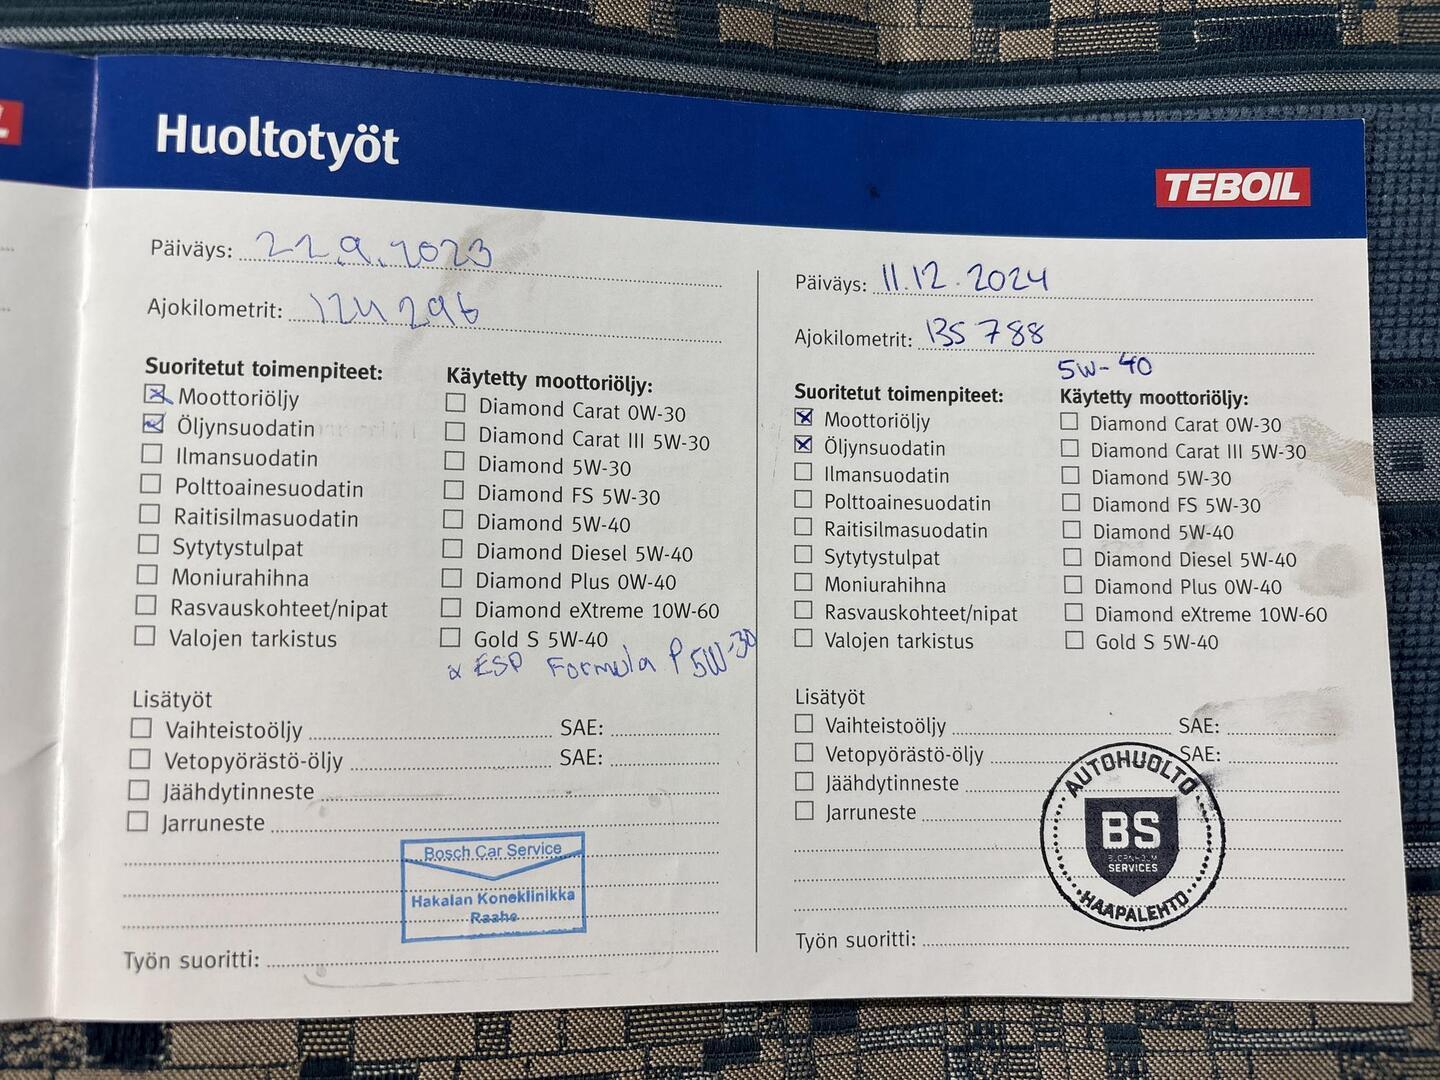 Huoltotyöt
TEBOIL
Päiväys: 22.9.2023
Ajokilometrit: 124 296
Suoritetut toimenpiteet:
Moottoriöljy
Öljynsuodatin
Ilmansuodatin
Polttoainesuodatin
Raitisilmasuodatin
Sytytystulpat
Moniurahihna
Rasvauskohteet/nipat
Valojen tarkistus
Käytetty moottoriöljy:
Diamond Carat 0W-30
Diamond Carat III 5W-30
Diamond 5W-30
Diamond FS 5W-30
Diamond 5W-40
Diamond Diesel 5W-40
Diamond Plus 0W-40
Diamond eXtreme 10W-60
Gold S 5W-40
x ESP Formula P 5W-30
Lisätyöt
Vaihteistoöljy SAE:
Vetopyörästö-öljy SAE:
Jäähdytinneste
Jarruneste
Bosch Car Service
Hakalan Koneklinikka
Raahe
Työn suoritti:
Päiväys: 11.12.2024
Ajokilometrit: 135 788
5W-40
Suoritetut toimenpiteet:
Moottoriöljy
Öljynsuodatin
Ilmansuodatin
Polttoainesuodatin
Raitisilmasuodatin
Sytytystulpat
Moniurahihna
Rasvauskohteet/nipat
Valojen tarkistus
Käytetty moottoriöljy:
Diamond Carat 0W-30
Diamond Carat III 5W-30
Diamond 5W-30
Diamond FS 5W-30
Diamond 5W-40
Diamond Diesel 5W-40
Diamond Plus 0W-40
Diamond eXtreme 10W-60
Gold S 5W-40
Lisätyöt
Vaihteistoöljy SAE:
Vetopyörästö-öljy SAE:
Jäähdytinneste
Jarruneste
AUTOHUOLTO
BS
SERVICES
HAAPALEHTO
Työn suoritti: